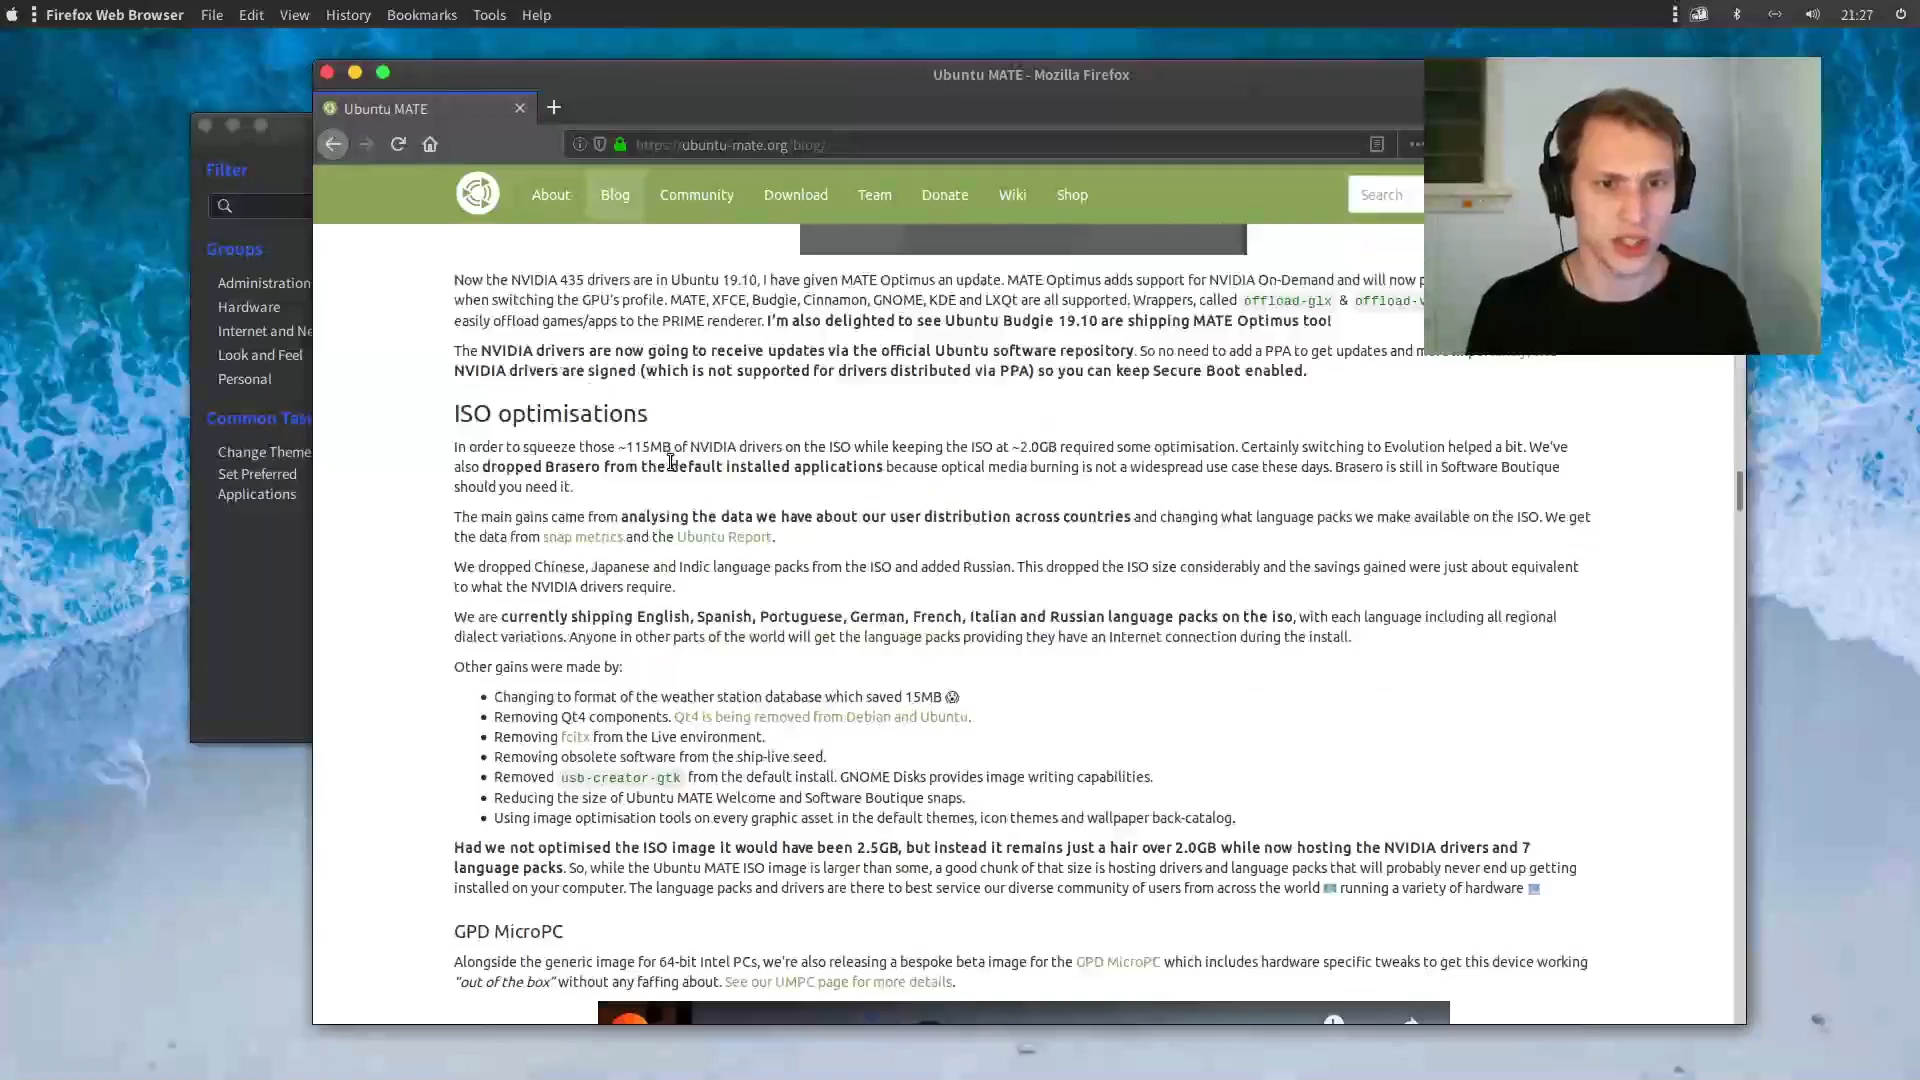 Firefox Web Browser File Edit View History Bookmarks Tools Help 21:27
Ubuntu MATE - Mozilla Firefox
Ubuntu MATE
https://ubuntu-mate.org/blog/
Filter
Groups
Administration
Hardware
Internet and Ne
Look and Feel
Personal
Common Tas
Change Theme
Set Preferred
Applications
About Blog Community Download Team Donate Wiki Shop Search
Now the NVIDIA 435 drivers are in Ubuntu 19.10, I have given MATE Optimus an update. MATE Optimus adds support for NVIDIA On-Demand and will now
when switching the GPU's profile. MATE, XFCE, Budgie, Cinnamon, GNOME, KDE and LXQt are all supported. Wrappers, called offload-glx & offload-v
easily offload games/apps to the PRIME renderer. I'm also delighted to see Ubuntu Budgie 19.10 are shipping MATE Optimus too!
The NVIDIA drivers are now going to receive updates via the official Ubuntu software repository. So no need to add a PPA to get updates and
NVIDIA drivers are signed (which is not supported for drivers distributed via PPA) so you can keep Secure Boot enabled.
ISO optimisations
In order to squeeze those ~115MB of NVIDIA drivers on the ISO while keeping the ISO at ~2.0GB required some optimisation. Certainly switching to Evolution helped a bit. We've
also dropped Brasero from the default installed applications because optical media burning is not a widespread use case these days. Brasero is still in Software Boutique
should you need it.
The main gains came from analysing the data we have about our user distribution across countries and changing what language packs we make available on the ISO. We get
the data from snap metrics and the Ubuntu Report.
We dropped Chinese, Japanese and Indic language packs from the ISO and added Russian. This dropped the ISO size considerably and the savings gained were just about equivalent
to what the NVIDIA drivers require.
We are currently shipping English, Spanish, Portuguese, German, French, Italian and Russian language packs on the iso, with each language including all regional
dialect variations. Anyone in other parts of the world will get the language packs providing they have an Internet connection during the install.
Other gains were made by:
• Changing to format of the weather station database which saved 15MB 😱
• Removing Qt4 components. Qt4 is being removed from Debian and Ubuntu.
• Removing fcitx from the Live environment.
• Removing obsolete software from the ship-live seed.
• Removed usb-creator-gtk from the default install. GNOME Disks provides image writing capabilities.
• Reducing the size of Ubuntu MATE Welcome and Software Boutique snaps.
• Using image optimisation tools on every graphic asset in the default themes, icon themes and wallpaper back-catalog.
Had we not optimised the ISO image it would have been 2.5GB, but instead it remains just a hair over 2.0GB while now hosting the NVIDIA drivers and 7
language packs. So, while the Ubuntu MATE ISO image is larger than some, a good chunk of that size is hosting drivers and language packs that will probably never end up getting
installed on your computer. The language packs and drivers are there to best service our diverse community of users from across the world running a variety of hardware
GPD MicroPC
Alongside the generic image for 64-bit Intel PCs, we're also releasing a bespoke beta image for the GPD MicroPC which includes hardware specific tweaks to get this device working
"out of the box" without any faffing about. See our UMPC page for more details.